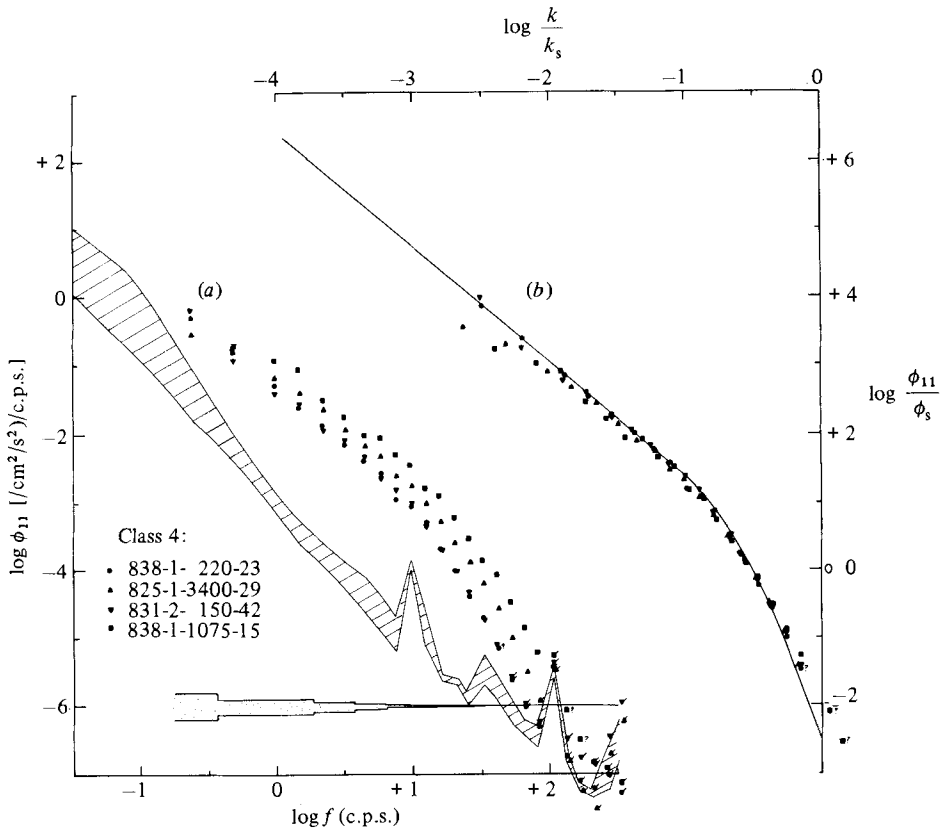 log k/k_s
−4 −3 −2 −1 0
+ 2
0
−2
−4
−6
log ϕ₁₁ [/cm²/s²)/c.p.s.]
(a)
(b)
+ 6
+ 4
+ 2
0
−2
log ϕ₁₁/ϕ_s
Class 4:
838-1- 220-23
825-1-3400-29
831-2- 150-42
838-1-1075-15
−1 0 + 1 + 2
log f (c.p.s.)